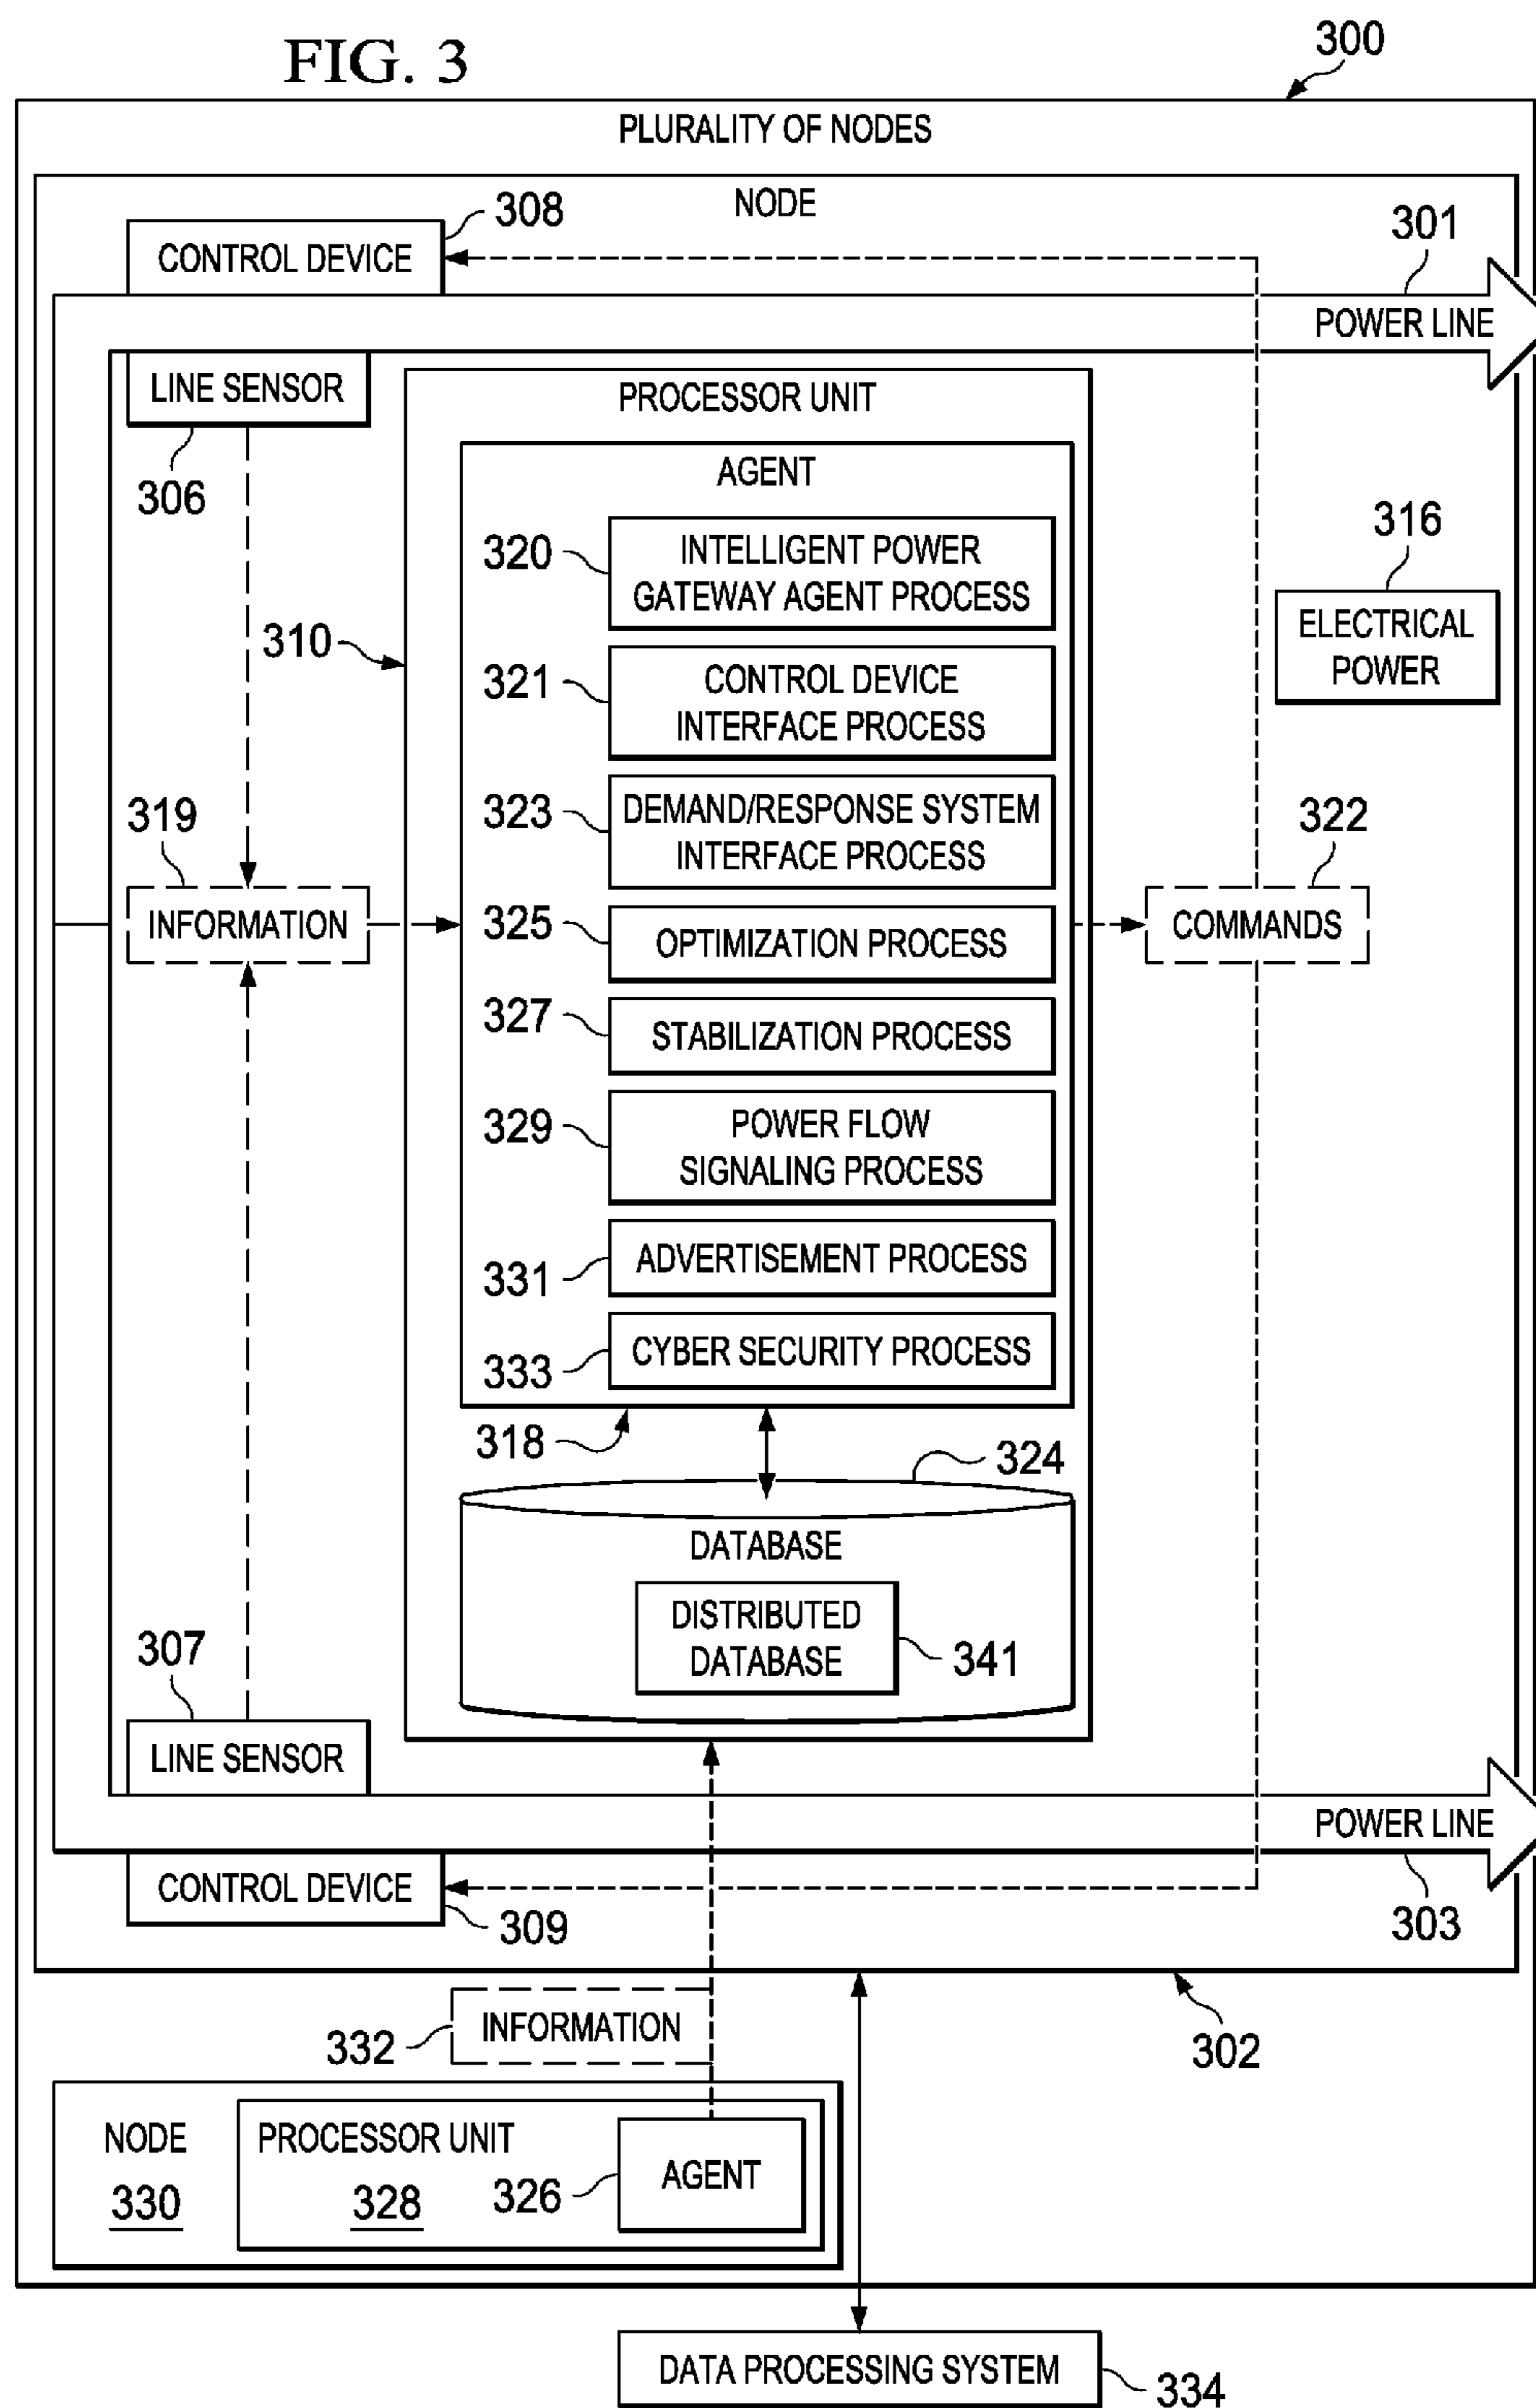 FIG. 3
300
PLURALITY OF NODES
NODE
308
CONTROL DEVICE
301
POWER LINE
LINE SENSOR
306
PROCESSOR UNIT
AGENT
310
320
INTELLIGENT POWER
GATEWAY AGENT PROCESS
316
ELECTRICAL
POWER
321
CONTROL DEVICE
INTERFACE PROCESS
323
DEMAND/RESPONSE SYSTEM
INTERFACE PROCESS
319
INFORMATION
322
COMMANDS
325
OPTIMIZATION PROCESS
327
STABILIZATION PROCESS
329
POWER FLOW
SIGNALING PROCESS
331
ADVERTISEMENT PROCESS
333
CYBER SECURITY PROCESS
318
324
DATABASE
DISTRIBUTED
DATABASE
341
307
LINE SENSOR
POWER LINE
303
CONTROL DEVICE
309
302
332
INFORMATION
NODE
330
PROCESSOR UNIT
328
326
AGENT
DATA PROCESSING SYSTEM
334